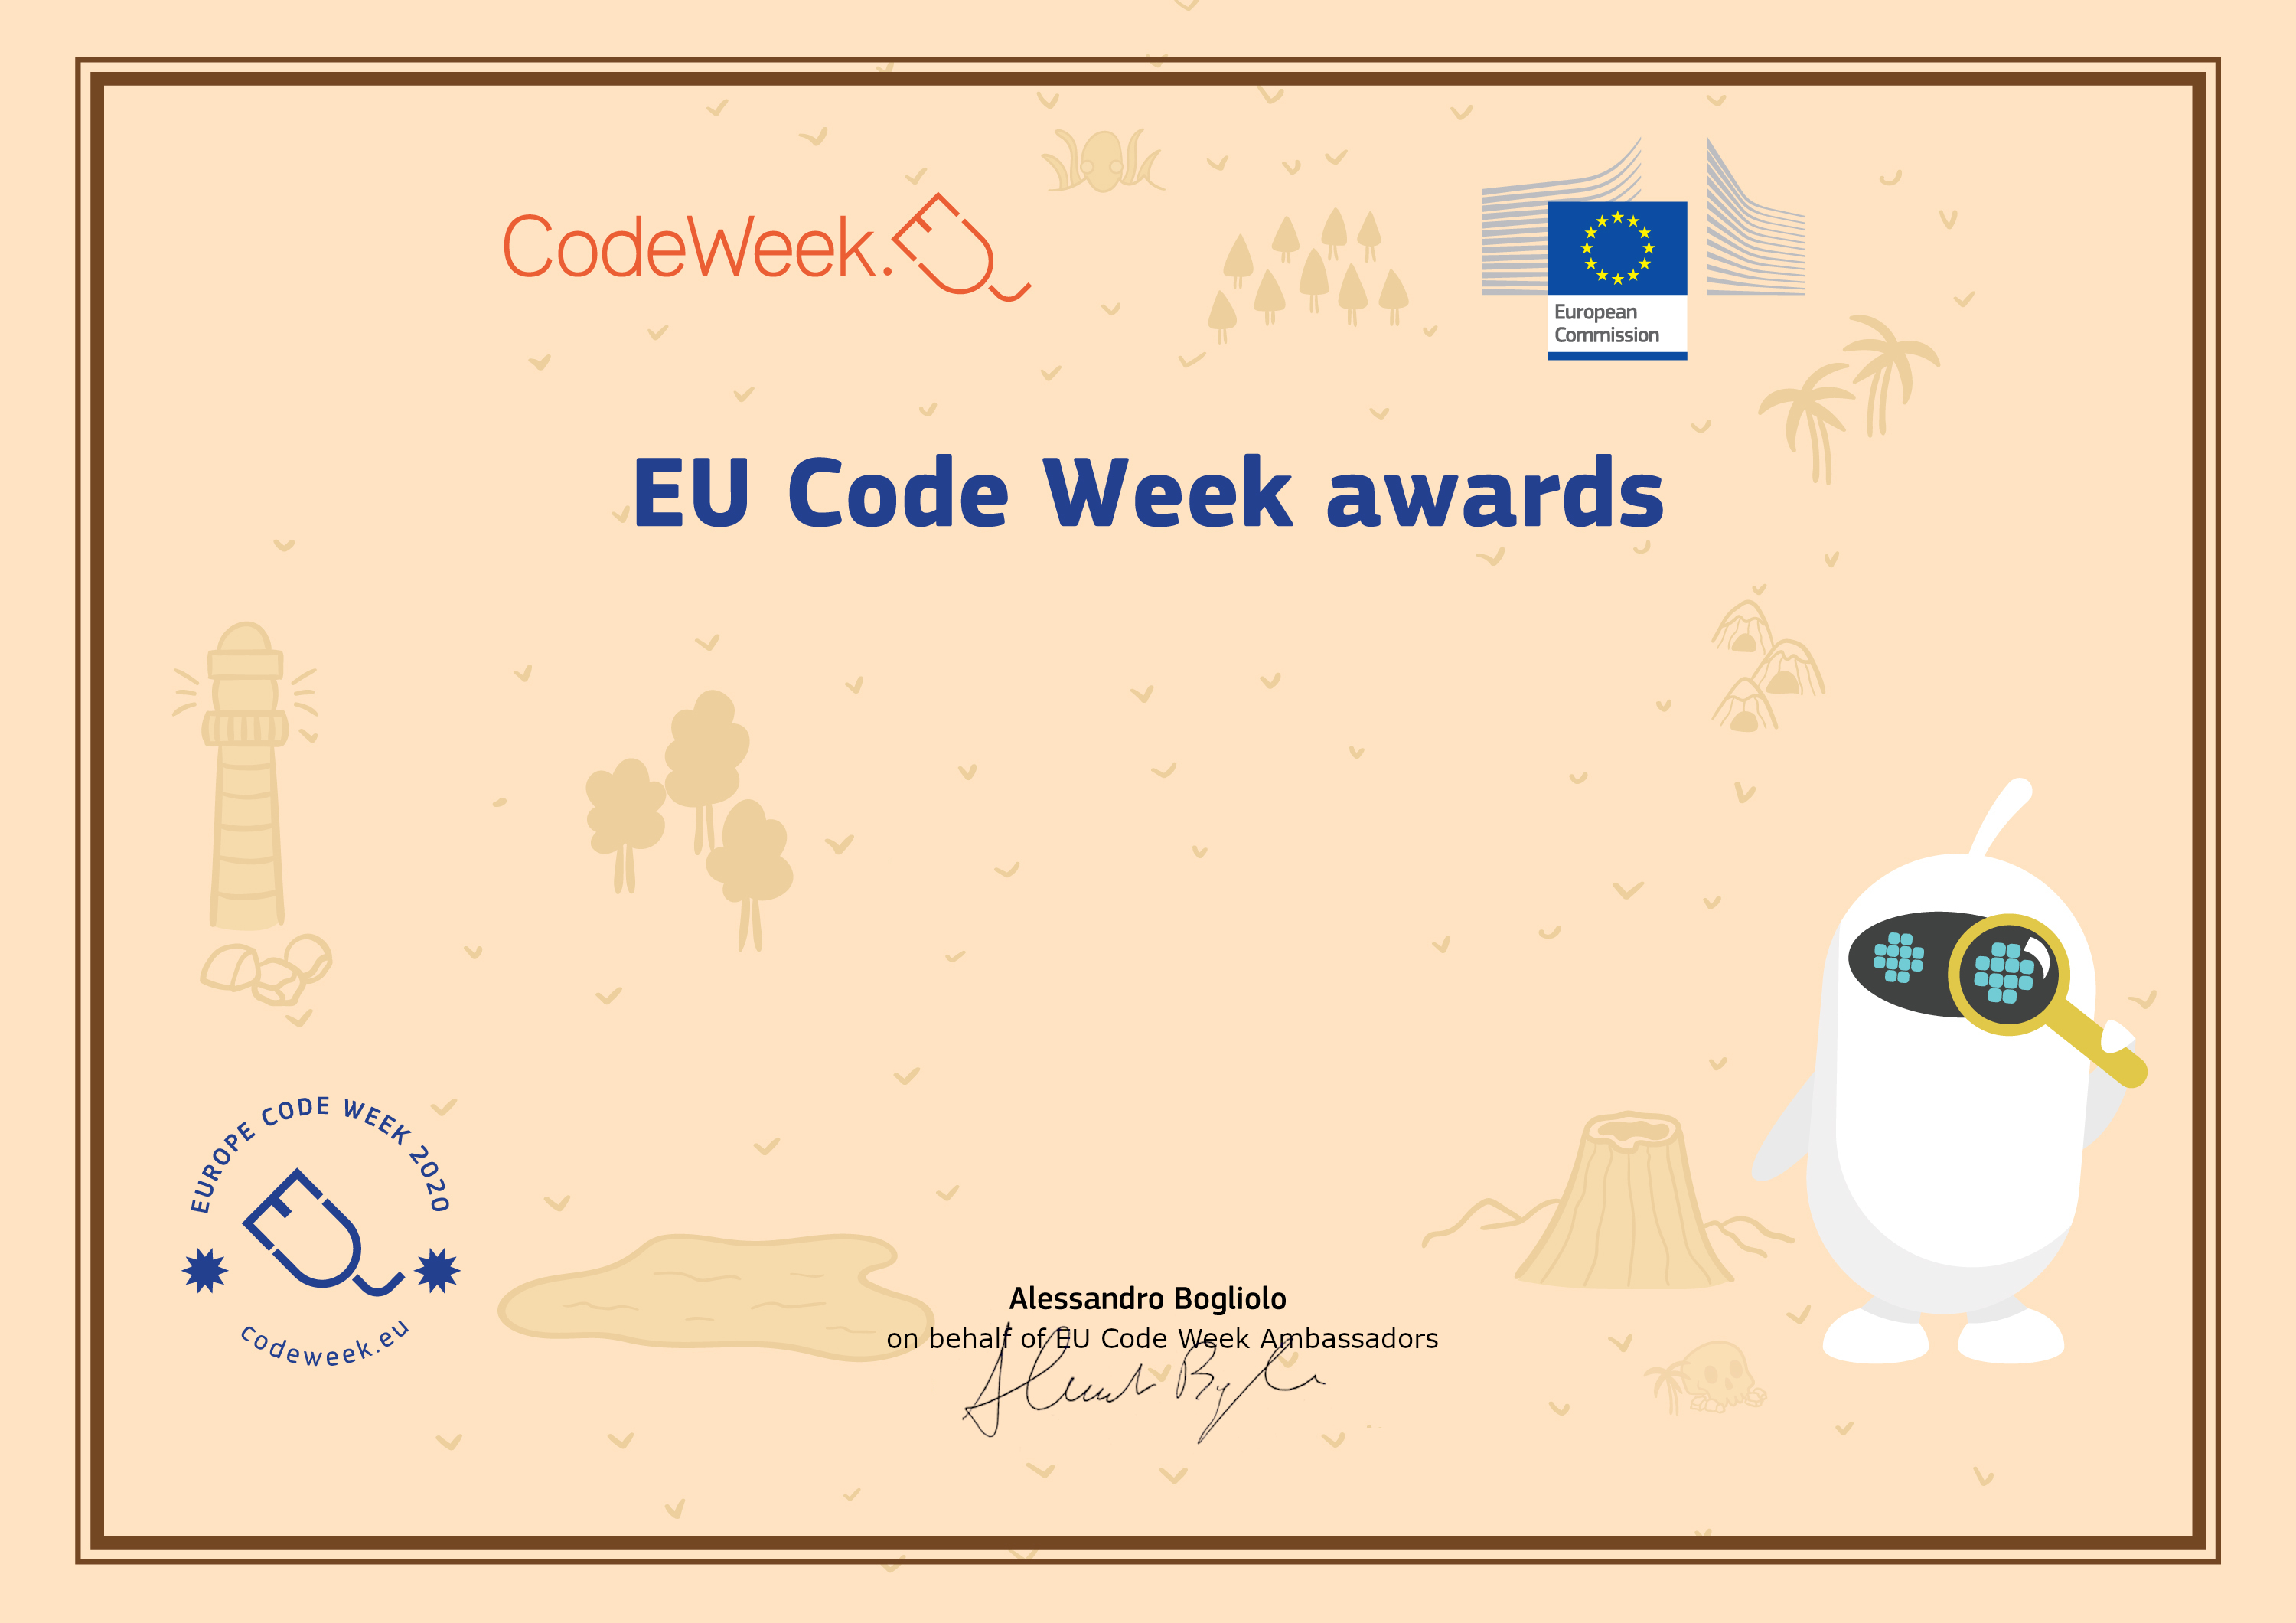 CodeWeek.
European
Commission
EU Code Week awards
EUROPE CODE WEEK 2020
codeweek.eu
Alessandro Bogliolo
on behalf of EU Code Week Ambassadors